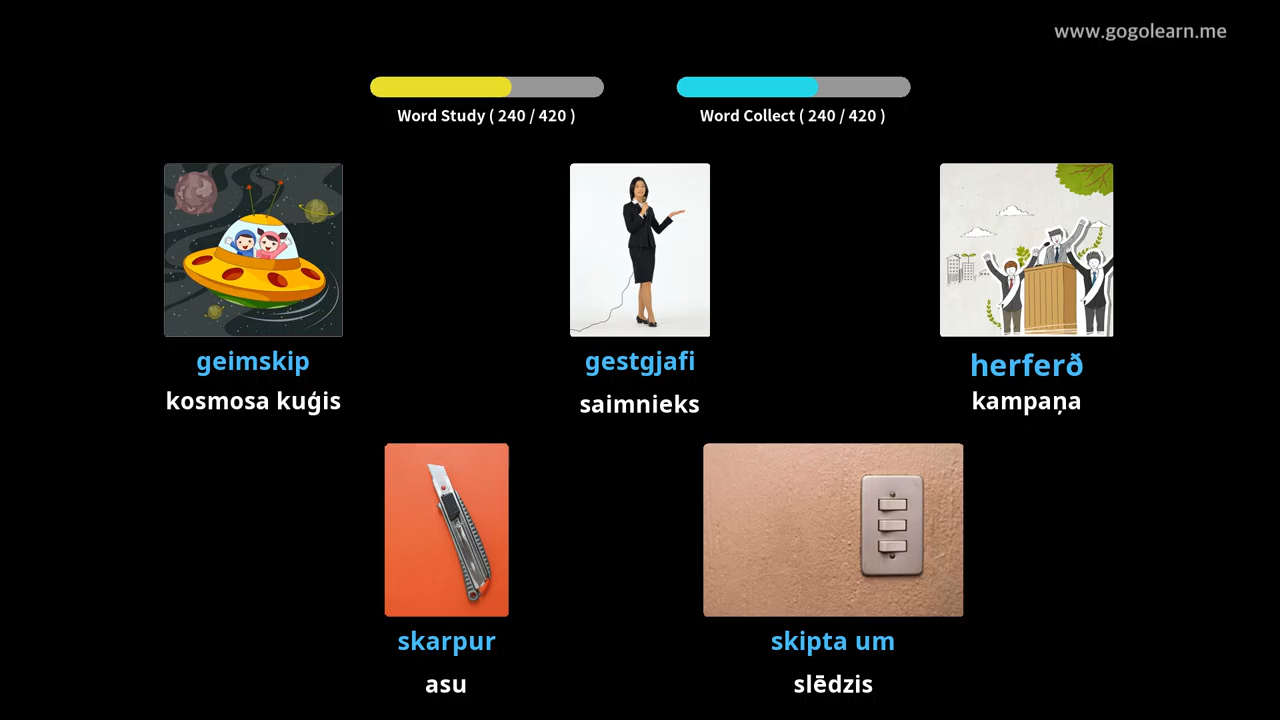 www.gogolearn.me
Word Study ( 240 / 420 )
Word Collect ( 240 / 420 )
geimskip
kosmosa kuģis
gestgjafi
saimnieks
herferð
kampaņa
skarpur
asu
skipta um
slēdzis